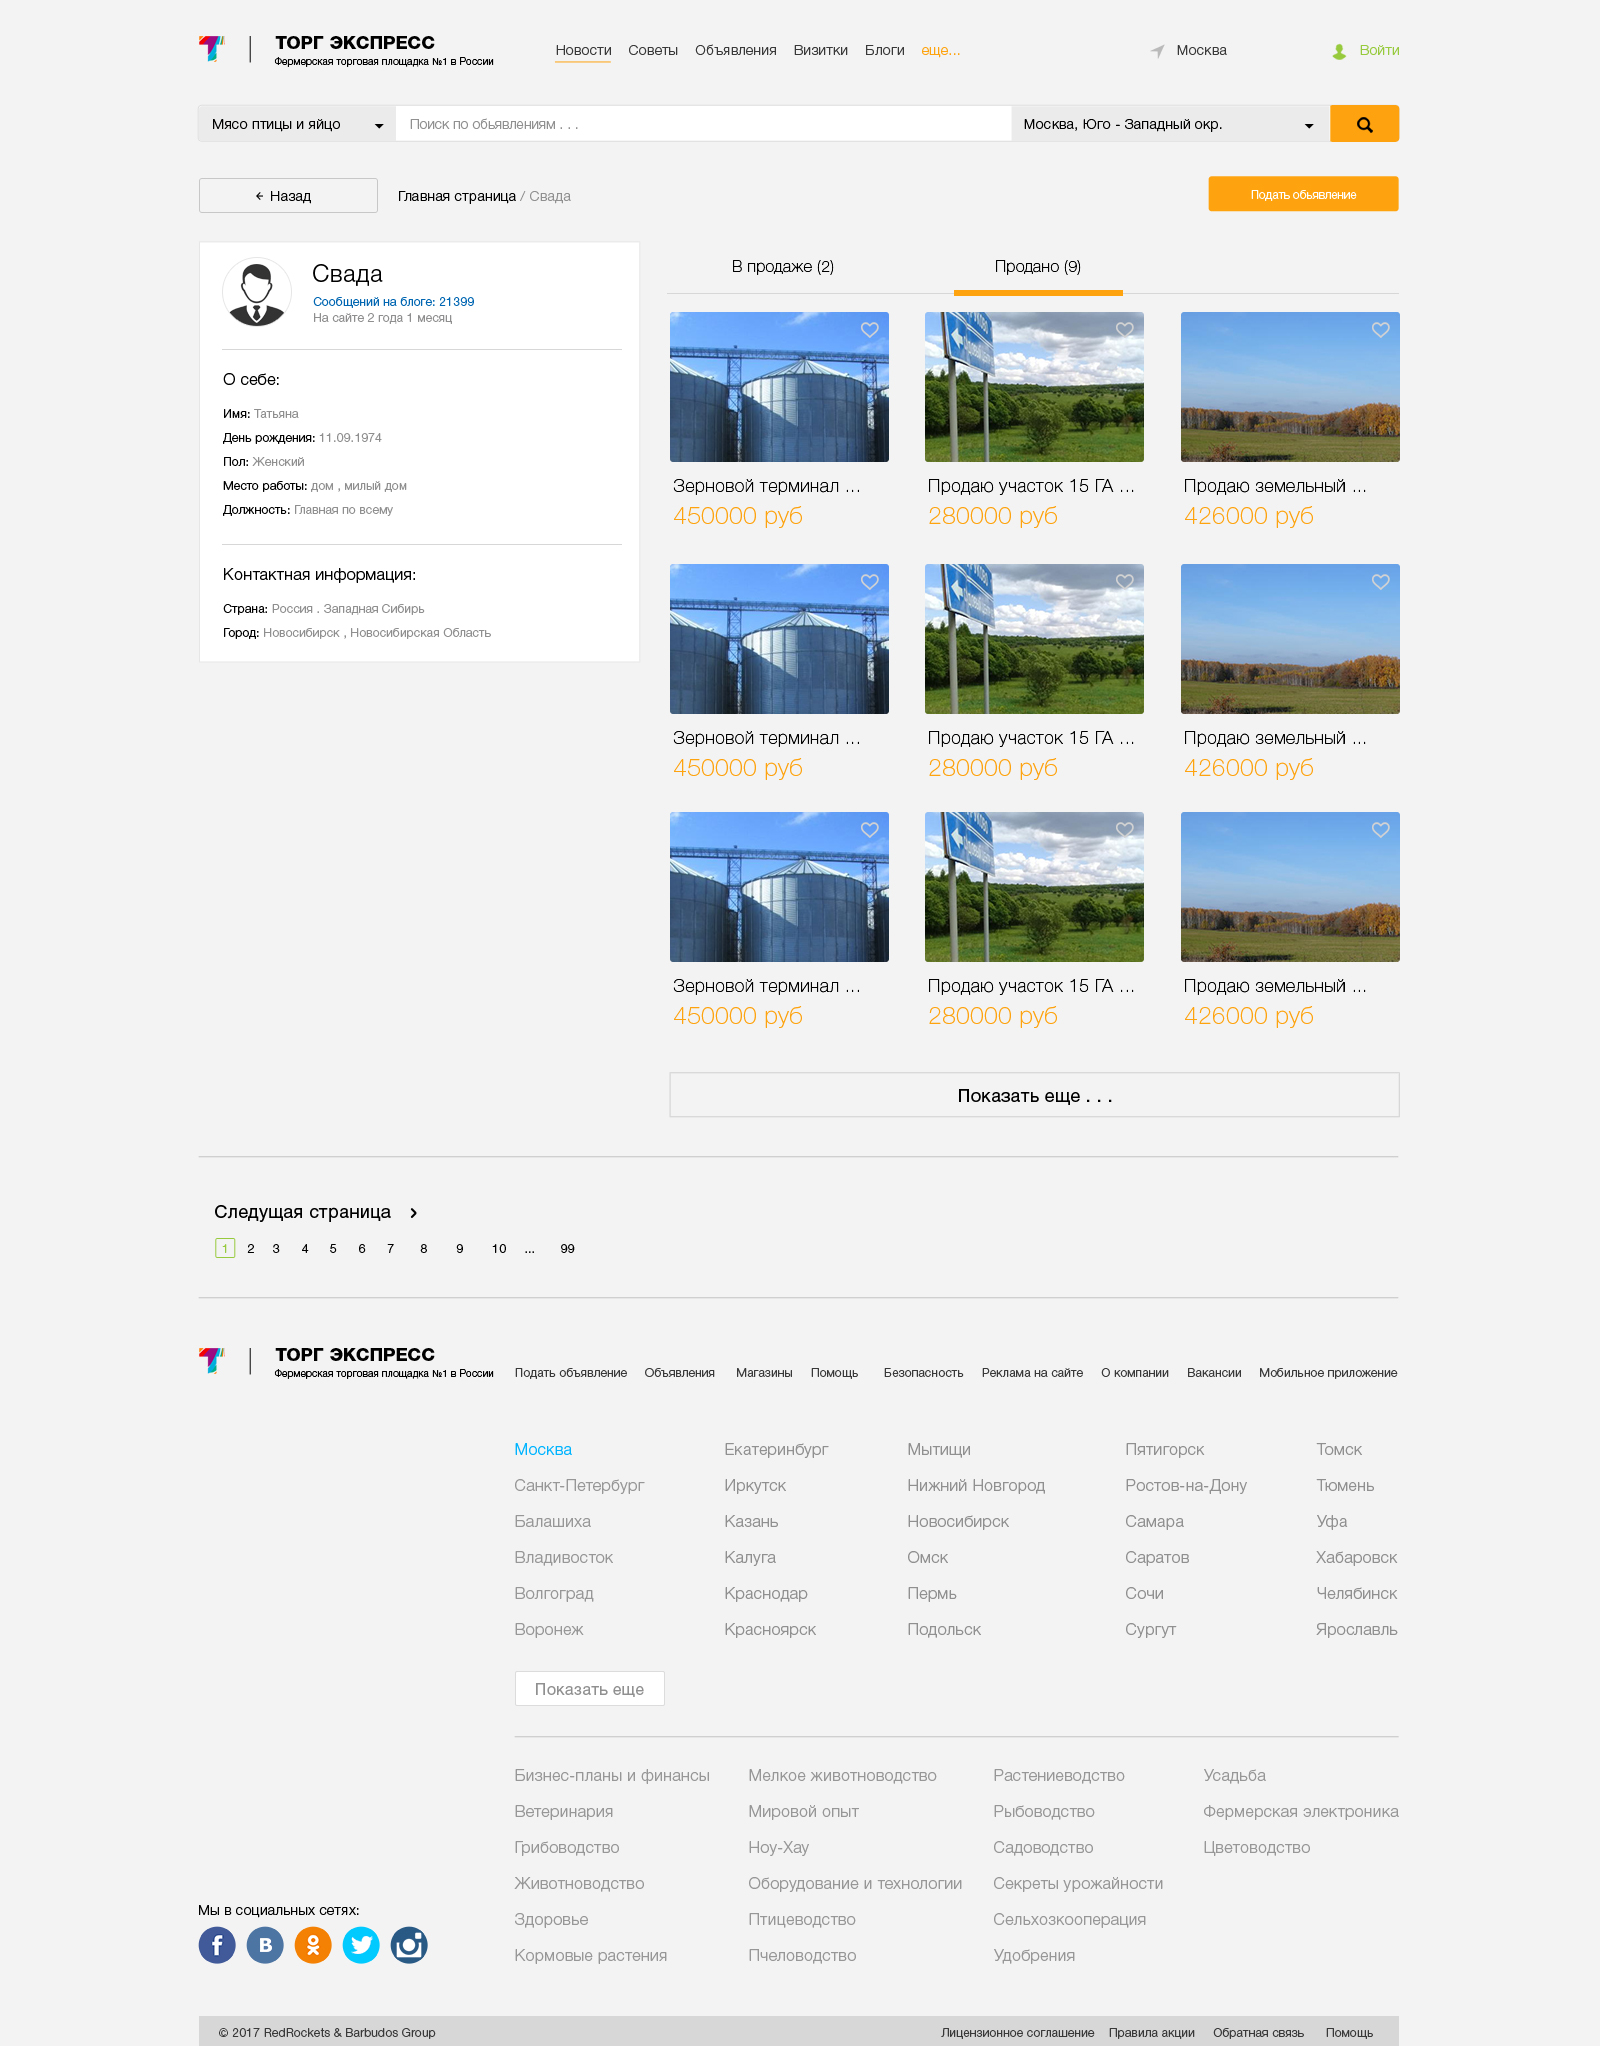 ТОРГ ЭКСПРЕСС
Фермерская торговая площадка №1 в России
Новости Советы Объявления Визитки Блоги еще...
Москва
Войти
Мясо птицы и яйцо
Поиск по обьявлениям . . .
Москва, Юго - Западный окр.
Назад
Главная страница / Свада
Подать обьявление
Свада
Сообщений на блоге: 21399
На сайте 2 года 1 месяц
О себе:
Имя: Татьяна
День рождения: 11.09.1974
Пол: Женский
Место работы: дом , милый дом
Должность: Главная по всему
Контактная информация:
Страна: Россия . Западная Сибирь
Город: Новосибирск , Новосибирская Область
В продаже (2) Продано (9)
Зерновой терминал ... Продаю участок 15 ГА ... Продаю земельный ...
450000 руб 280000 руб 426000 руб
Зерновой терминал ... Продаю участок 15 ГА ... Продаю земельный ...
450000 руб 280000 руб 426000 руб
Зерновой терминал ... Продаю участок 15 ГА ... Продаю земельный ...
450000 руб 280000 руб 426000 руб
Показать еще . . .
Следущая страница
1 2 3 4 5 6 7 8 9 10 ... 99
ТОРГ ЭКСПРЕСС
Фермерская торговая площадка №1 в России
Подать объявление Объявления Магазины Помощь Безопасность Реклама на сайте О компании Вакансии Мобильное приложение
Москва Екатеринбург Мытищи Пятигорск Томск
Санкт-Петербург Иркутск Нижний Новгород Ростов-на-Дону Тюмень
Балашиха Казань Новосибирск Самара Уфа
Владивосток Калуга Омск Саратов Хабаровск
Волгоград Краснодар Пермь Сочи Челябинск
Воронеж Красноярск Подольск Сургут Ярославль
Показать еще
Бизнес-планы и финансы Мелкое животноводство Растениеводство Усадьба
Ветеринария Мировой опыт Рыбоводство Фермерская электроника
Грибоводство Ноу-Хау Садоводство Цветоводство
Животноводство Оборудование и технологии Секреты урожайности
Здоровье Птицеводство Сельхозкооперация
Кормовые растения Пчеловодство Удобрения
Мы в социальных сетях:
© 2017 RedRockets & Barbudos Group
Лицензионное соглашение Правила акции Обратная связь Помощь